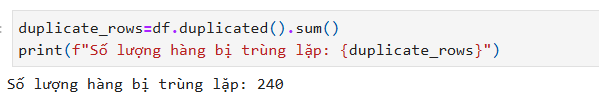 duplicate_rows=df.duplicated().sum()
print(f"Số lượng hàng bị trùng lặp: {duplicate_rows}")
Số lượng hàng bị trùng lặp: 240